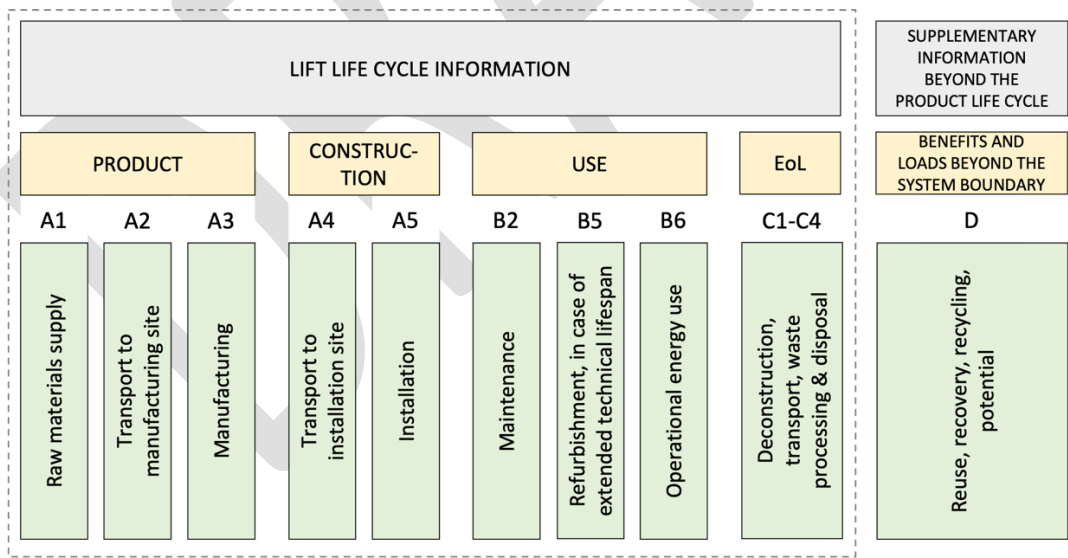 LIFT LIFE CYCLE INFORMATION
SUPPLEMENTARY
INFORMATION
BEYOND THE
PRODUCT LIFE CYCLE
PRODUCT
CONSTRUC-
TION
USE
EoL
BENEFITS AND
LOADS BEYOND THE
SYSTEM BOUNDARY
A1
A2
A3
A4
A5
B2
B5
B6
C1-C4
D
Raw materials supply
Transport to
manufacturing site
Manufacturing
Transport to
installation site
Installation
Maintenance
Refurbishment, in case of
extended technical lifespan
Operational energy use
Deconstruction,
transport, waste
processing & disposal
Reuse, recovery, recycling,
potential